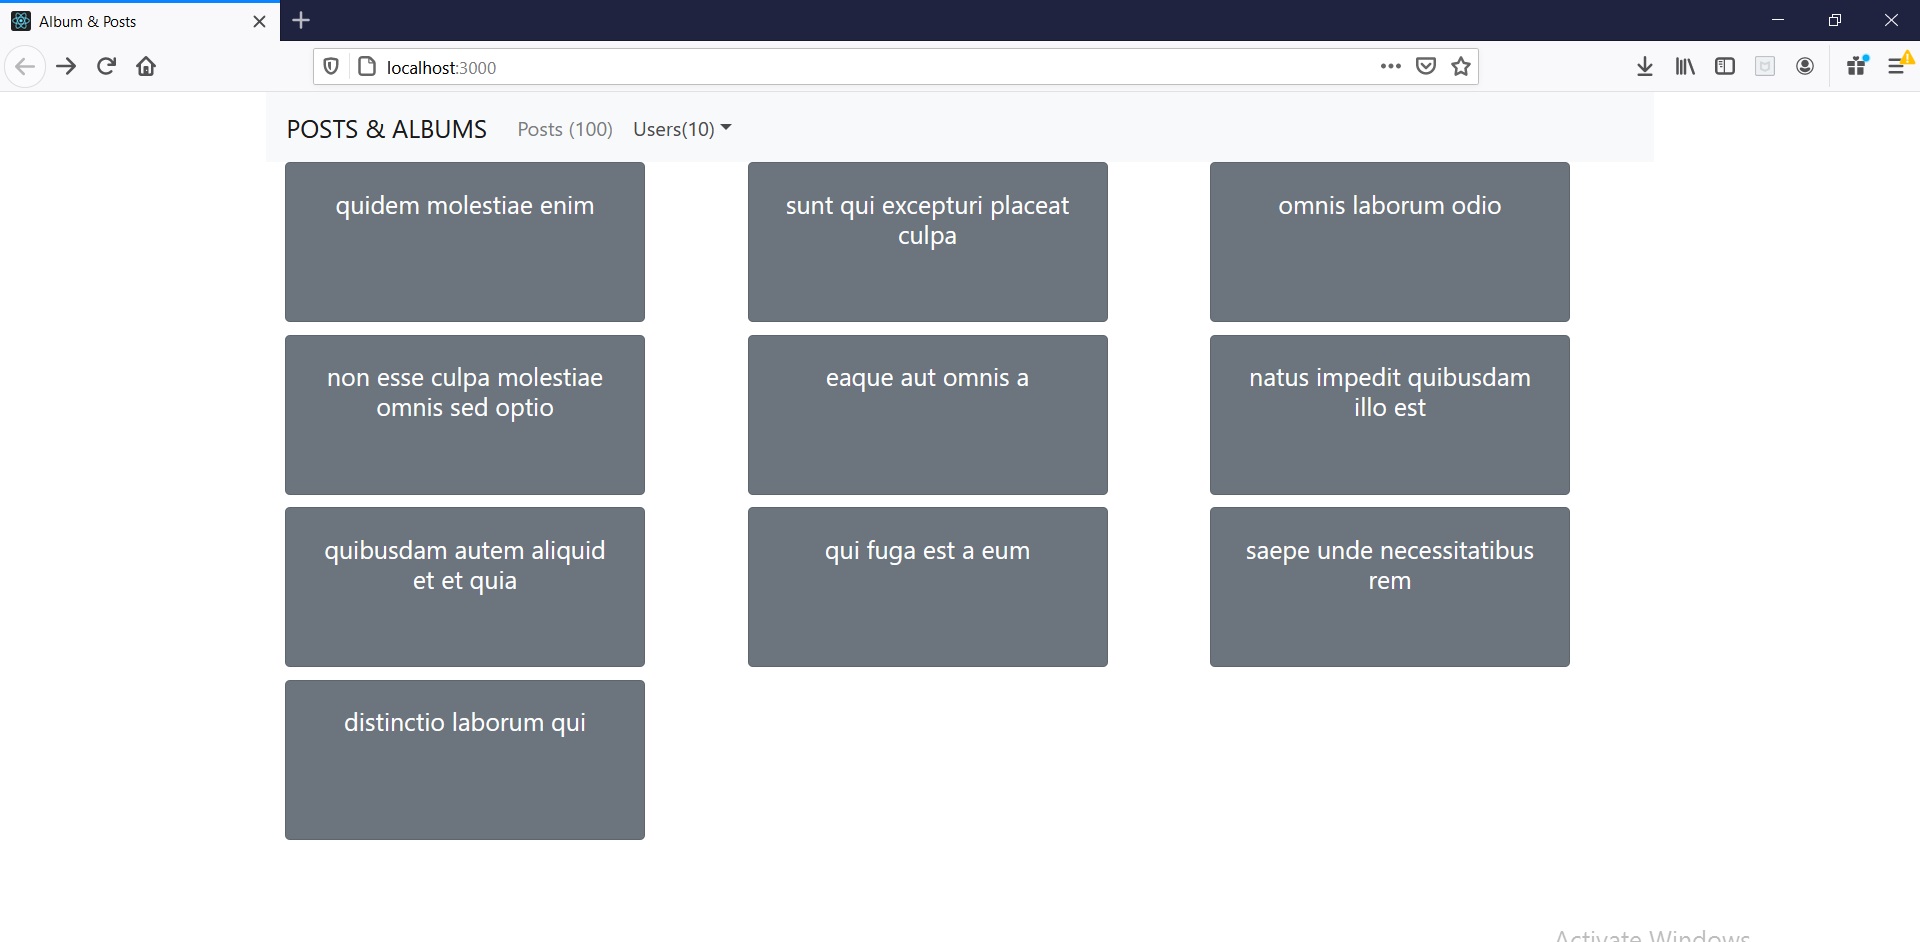 Album & Posts
localhost:3000
POSTS & ALBUMS Posts (100) Users(10)
quidem molestiae enim
sunt qui excepturi placeat
culpa
omnis laborum odio
non esse culpa molestiae
omnis sed optio
eaque aut omnis a
natus impedit quibusdam
illo est
quibusdam autem aliquid
et et quia
qui fuga est a eum
saepe unde necessitatibus
rem
distinctio laborum qui
Activate Windows